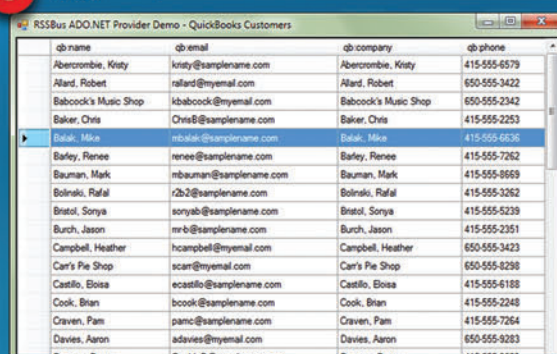 RSSBus ADO.NET Provider Demo - QuickBooks Customers
qb:name qb:email qb:company qb:phone
Abercrombie, Kristy kristy@samplename.com Abercrombie, Kristy 415-555-6579
Allard, Robert rallard@myemail.com Allard, Robert 650-555-3422
Babcock's Music Shop kbabcock@myemail.com Babcock's Music Shop 650-555-2342
Baker, Chris ChrisB@samplename.com Baker, Chris 415-555-2253
Balak, Mike mbalak@samplename.com Balak, Mike 415-555-6636
Barley, Renee renee@samplename.com Barley, Renee 415-555-7262
Bauman, Mark mbauman@samplename.com Bauman, Mark 415-555-8669
Bolinski, Rafal r2b2@samplename.com Bolinski, Rafal 415-555-3262
Bristol, Sonya sonyab@samplename.com Bristol, Sonya 415-555-5239
Burch, Jason mr-b@samplename.com Burch, Jason 415-555-2351
Campbell, Heather hcampbell@myemail.com Campbell, Heather 650-555-3423
Carr's Pie Shop scarr@myemail.com Carr's Pie Shop 650-555-8298
Castillo, Eloisa ecastillo@samplename.com Castillo, Eloisa 415-555-6188
Cook, Brian bcook@samplename.com Cook, Brian 415-555-2248
Craven, Pam pamc@samplename.com Craven, Pam 415-555-7264
Davies, Aaron adavies@myemail.com Davies, Aaron 650-555-9283